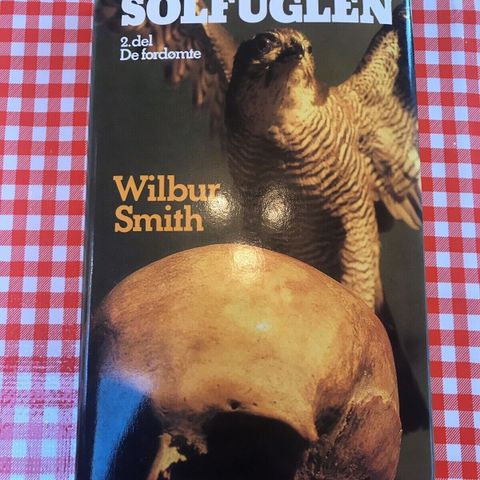 SOLFUGLEN
2. del
De fordømte
Wilbur
Smith